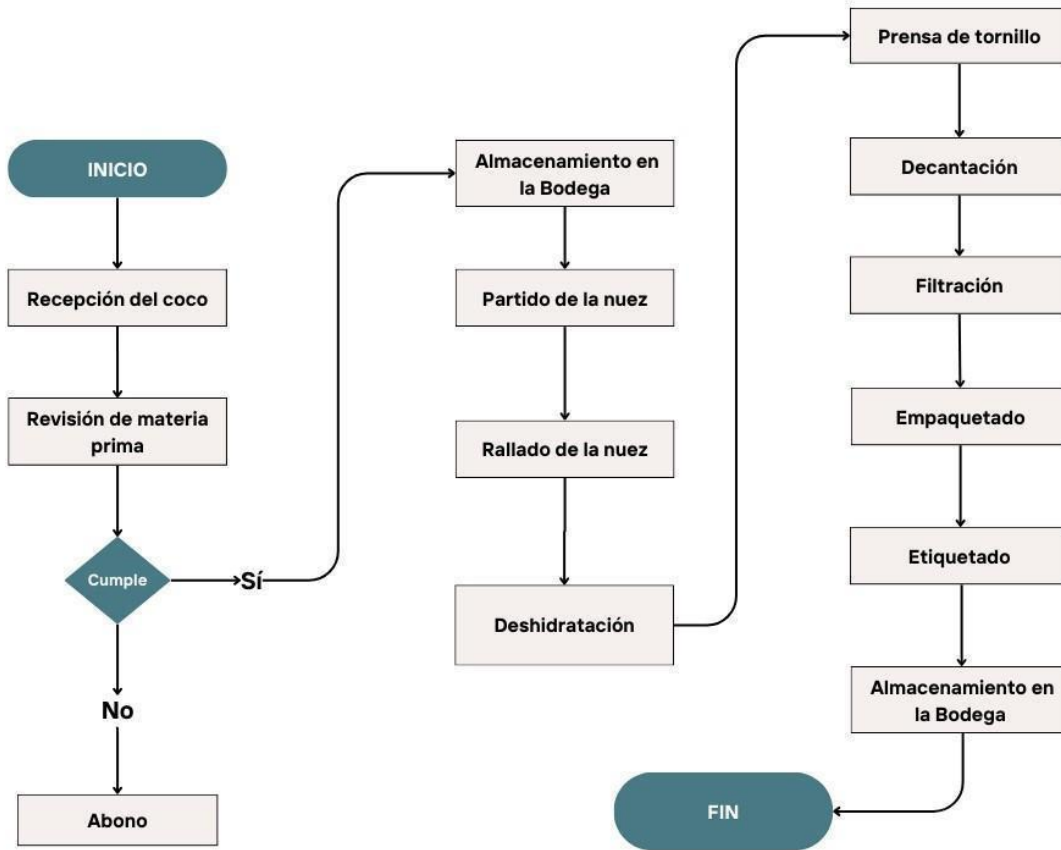 INICIO
Recepción del coco
Revisión de materia
prima
Cumple
Sí
No
Abono
Almacenamiento en
la Bodega
Partido de la nuez
Rallado de la nuez
Deshidratación
Prensa de tornillo
Decantación
Filtración
Empaquetado
Etiquetado
Almacenamiento en
la Bodega
FIN